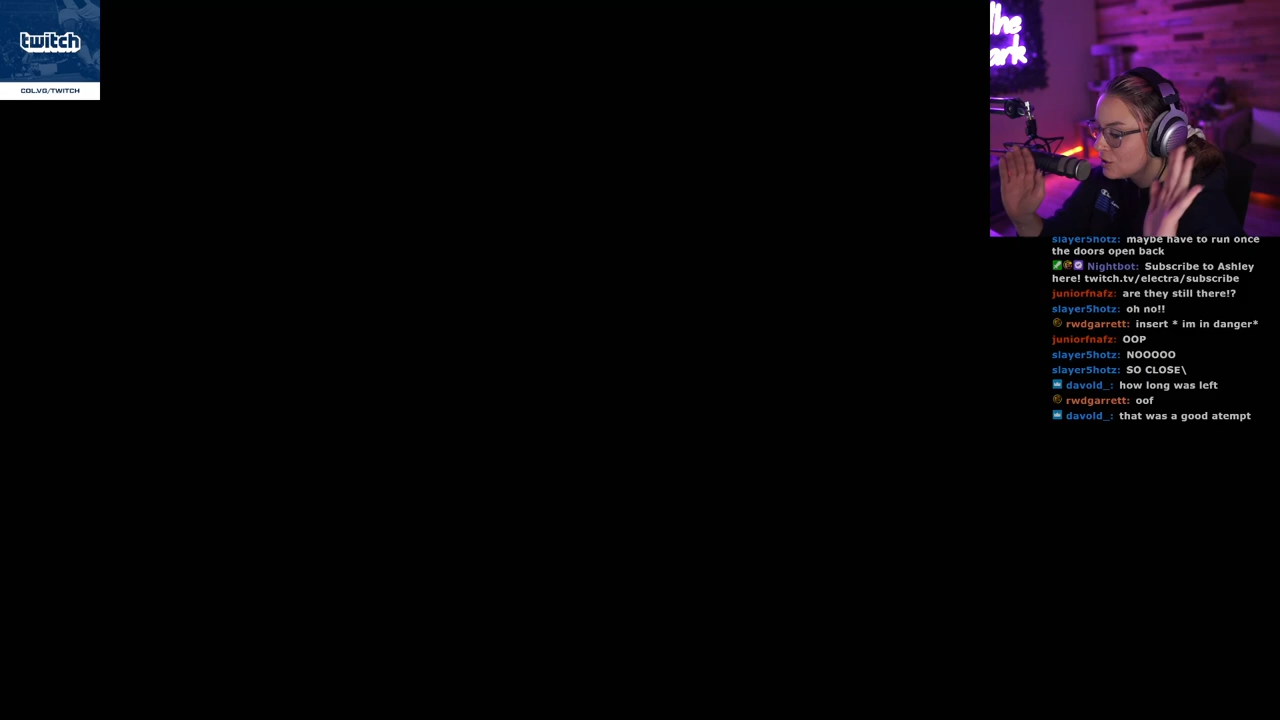 twitch
COL.VG/TWITCH
the
ark
slayer5hotz: maybe have to run once
the doors open back
Nightbot: Subscribe to Ashley
here! twitch.tv/electra/subscribe
juniorfnafz: are they still there!?
slayer5hotz: oh no!!
rwdgarrett: insert * im in danger*
juniorfnafz: OOP
slayer5hotz: NOOOOO
slayer5hotz: SO CLOSE\
davold_: how long was left
rwdgarrett: oof
davold_: that was a good atempt